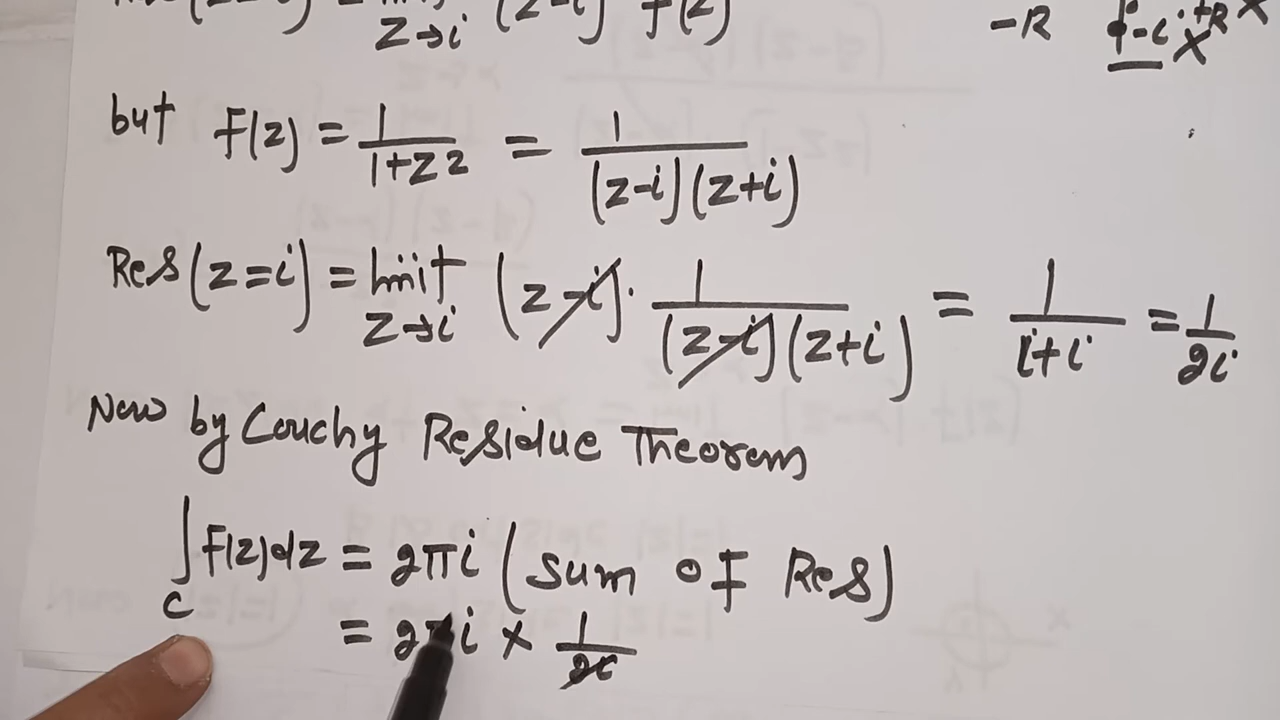 Z→i (z-i) f(z)
-R -i +R X
X
but F(z) = 1/(1+z2) = 1/((z-i)(z+i))
Res(z=i) = limit z→i (z-i). 1/((z-i)(z+i)) = 1/(i+i) = 1/2i
Now by Couchy Residue Theorem
∫c F(z)dz = 2πi (Sum oF Res)
= 2πi × 1/2i